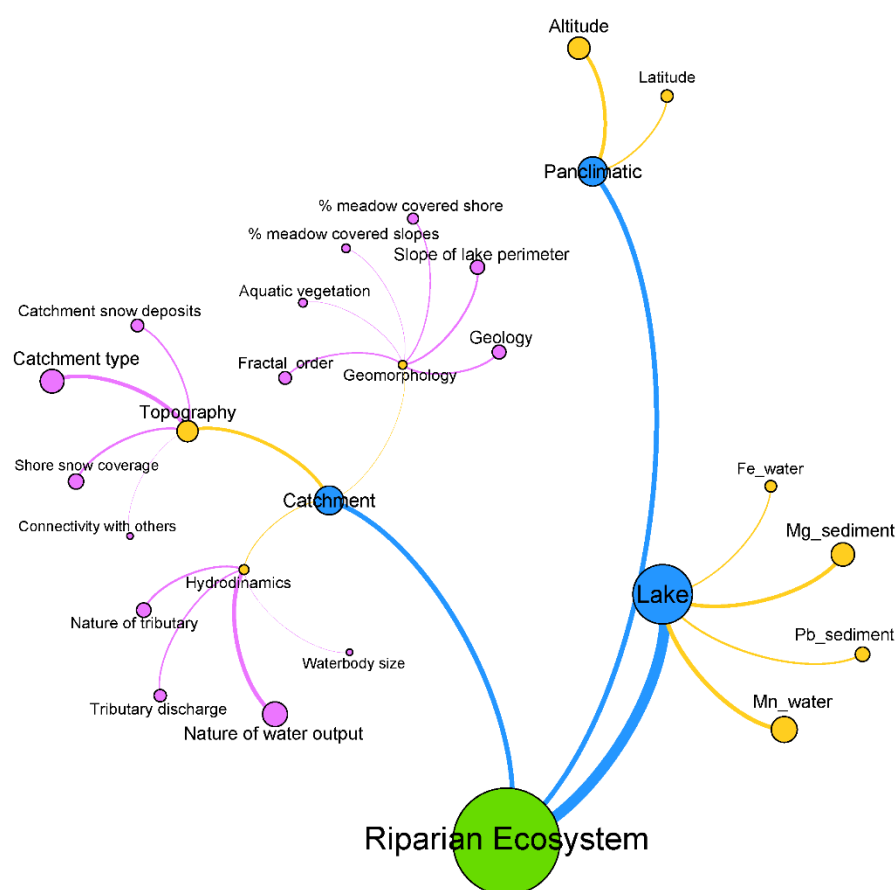 Altitude
Latitude
Panclimatic
% meadow covered shore
% meadow covered slopes
Slope of lake perimeter
Aquatic vegetation
Catchment snow deposits
Geology
Catchment type
Fractal_order
Geomorphology
Topography
Shore snow coverage
Fe_water
Catchment
Connectivity with others
Mg_sediment
Hydrodinamics
Lake
Nature of tributary
Pb_sediment
Waterbody size
Mn_water
Tributary discharge
Nature of water output
Riparian Ecosystem